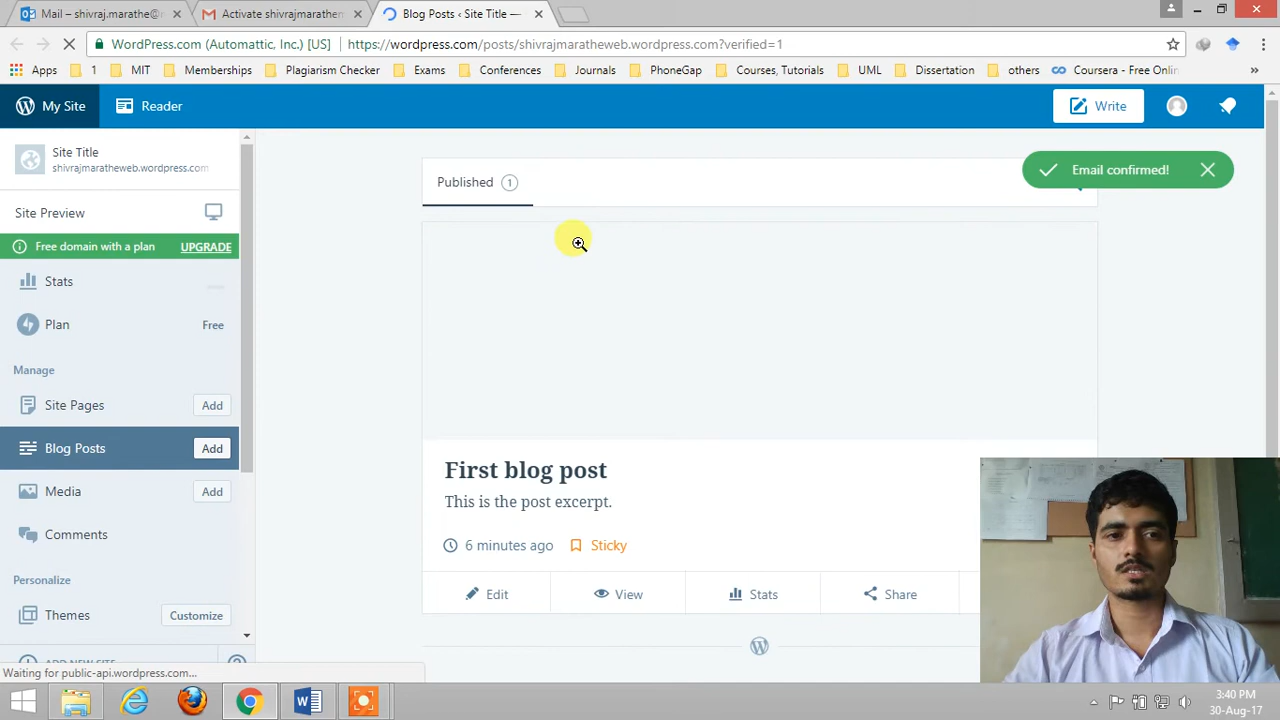 Mail – shivraj.marathe@
Activate shivrajmarathe
Blog Posts ‹ Site Title —
WordPress.com (Automattic, Inc.) [US]
https://wordpress.com/posts/shivrajmaratheweb.wordpress.com?verified=1
Apps
1
MIT
Memberships
Plagiarism Checker
Exams
Conferences
Journals
PhoneGap
Courses, Tutorials
UML
Dissertation
others
Coursera - Free Onlin
»
My Site
Reader
Write
Site Title
shivrajmaratheweb.wordpress.com
Site Preview
Free domain with a plan
UPGRADE
Stats
Plan
Free
Manage
Site Pages
Add
Blog Posts
Add
Media
Add
Comments
Personalize
Themes
Customize
ADD NEW SITE
Published 1
Email confirmed!
First blog post
This is the post excerpt.
6 minutes ago
Sticky
Edit
View
Stats
Share
Waiting for public-api.wordpress.com...
3:40 PM
30-Aug-17